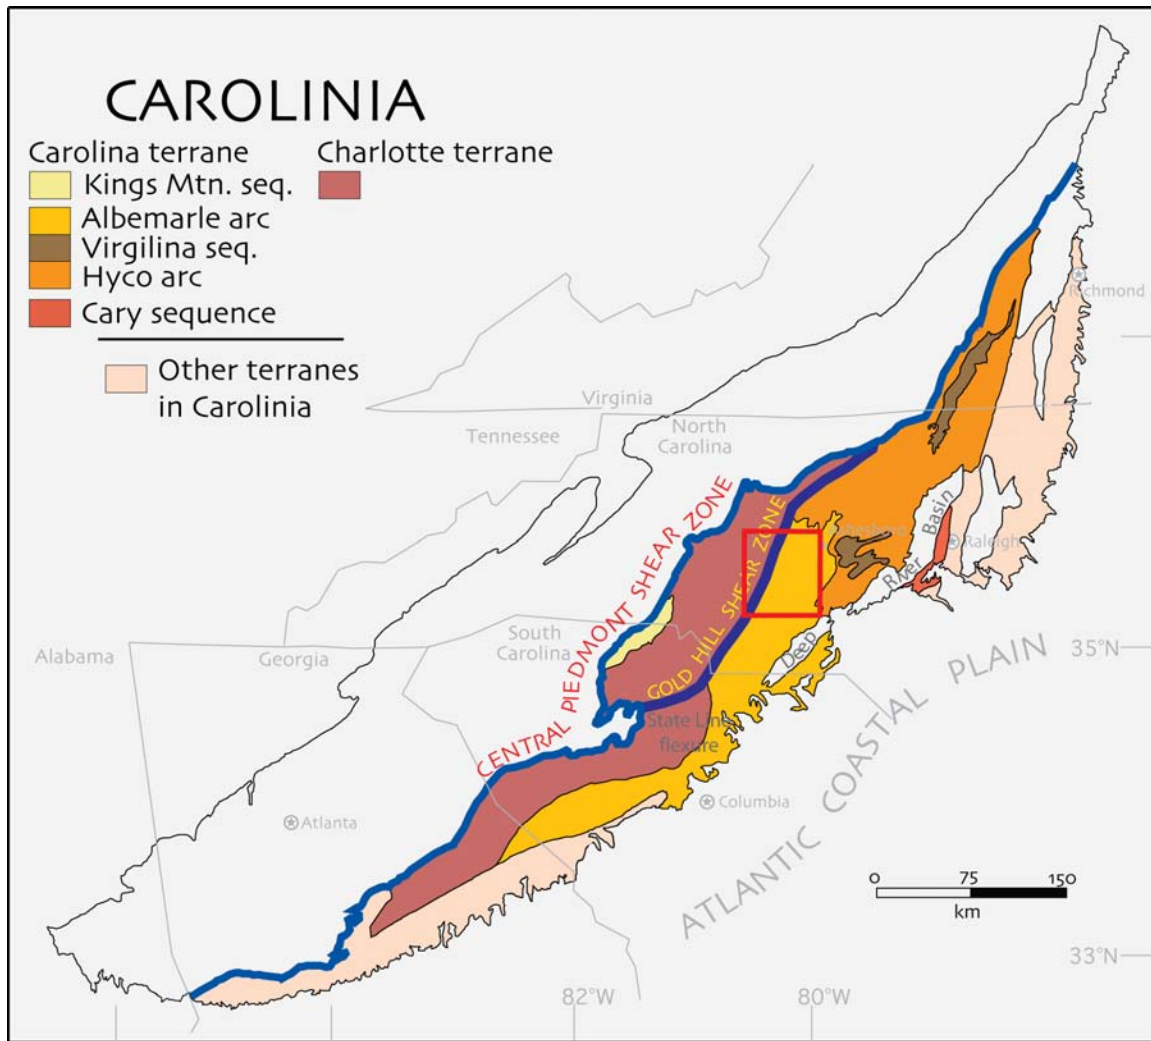 CAROLINIA
Carolina terrane
Kings Mtn. seq.
Albemarle arc
Virgilina seq.
Hyco arc
Cary sequence
Charlotte terrane
Other terranes
in Carolinia
Richmond
Virginia
Tennessee
North
Carolina
CENTRAL PIEDMONT SHEAR ZONE
GOLD HILL SHEAR ZONE
Asheboro
Deep
River
Basin
Raleigh
South
Carolina
Alabama
Georgia
35°N
State Line
flexure
Columbia
Atlanta
ATLANTIC COASTAL PLAIN
0
75
150
km
33°N
82°W
80°W